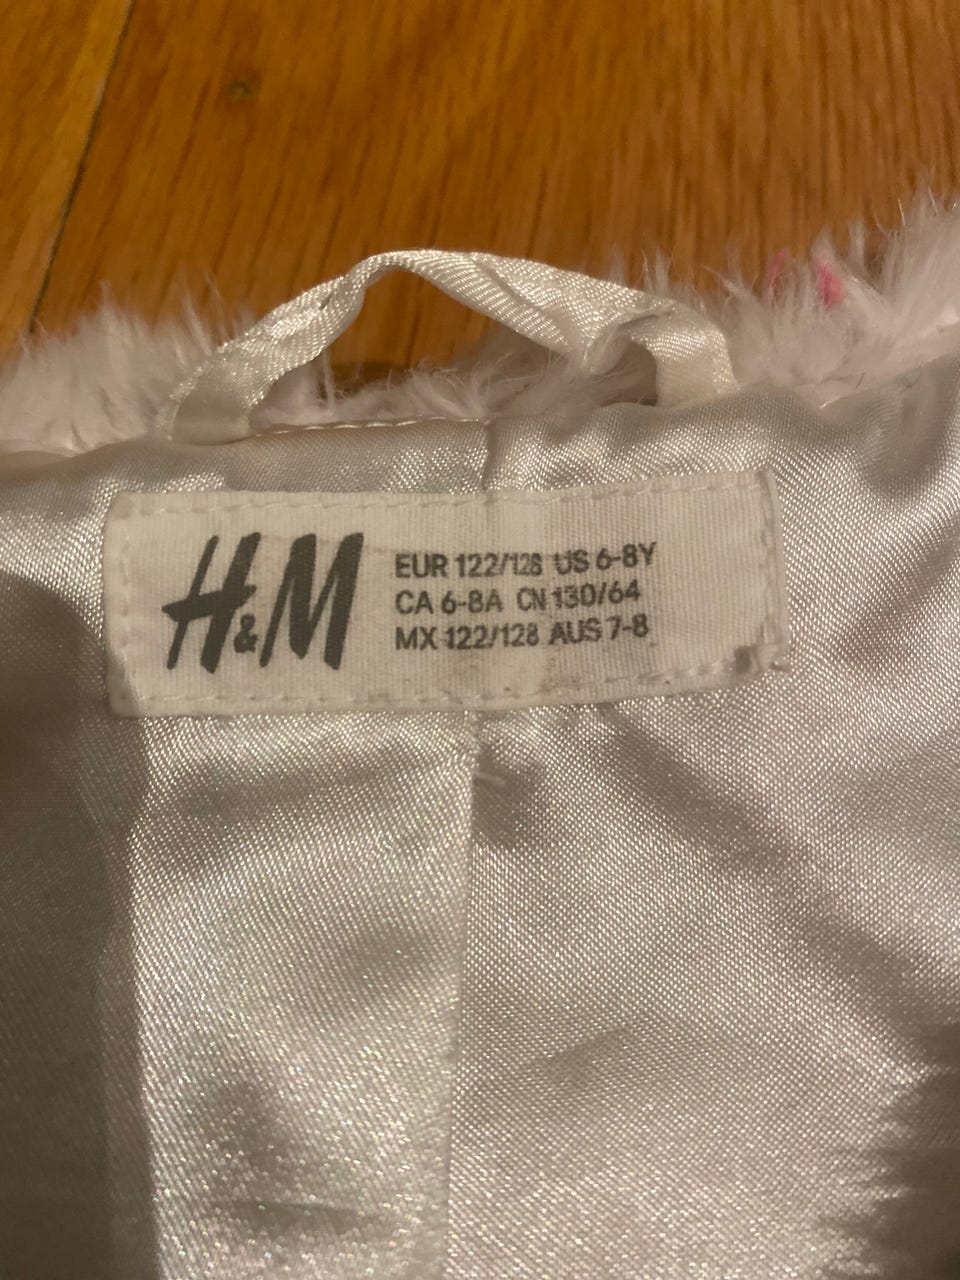 H&M
EUR 122/128 US 6-8Y
CA 6-8A CN 130/64
MX 122/128 AUS 7-8